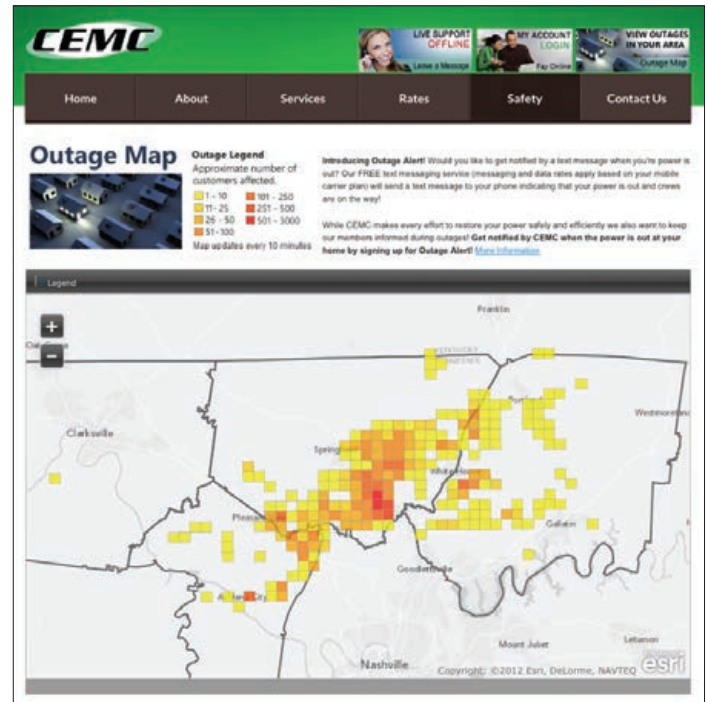 CEMC
LIVE SUPPORT
OFFLINE
Leave a Message
MY ACCOUNT
LOGIN
Pay Online
VIEW OUTAGES
IN YOUR AREA
Outage Map
Home About Services Rates Safety Contact Us
Outage Map
Outage Legend
Approximate number of
customers affected.
1 - 10 101 - 250
11- 25 251 - 500
26 - 50 501 - 3000
51-100
Map updates every 10 minutes
Introducing Outage Alert! Would you like to get notified by a text message when you're power is
out? Our FREE text messaging service (messaging and data rates apply based on your mobile
carrier plan) will send a text message to your phone indicating that your power is out and crews
are on the way!
While CEMC makes every effort to restore your power safely and efficiently we also want to keep
our members informed during outages! Get notified by CEMC when the power is out at your
home by signing up for Outage Alert! More Information
Legend
+
−
Franklin
KENTUCKY
Clarksville
Spring
White Ho
Westmorelan
Pleasant
Gallatin
Goodlettsville
Mount Juliet
Lebanon
Nashville
Copyright: ©2012 Esri, DeLorme, NAVTEQ
esri